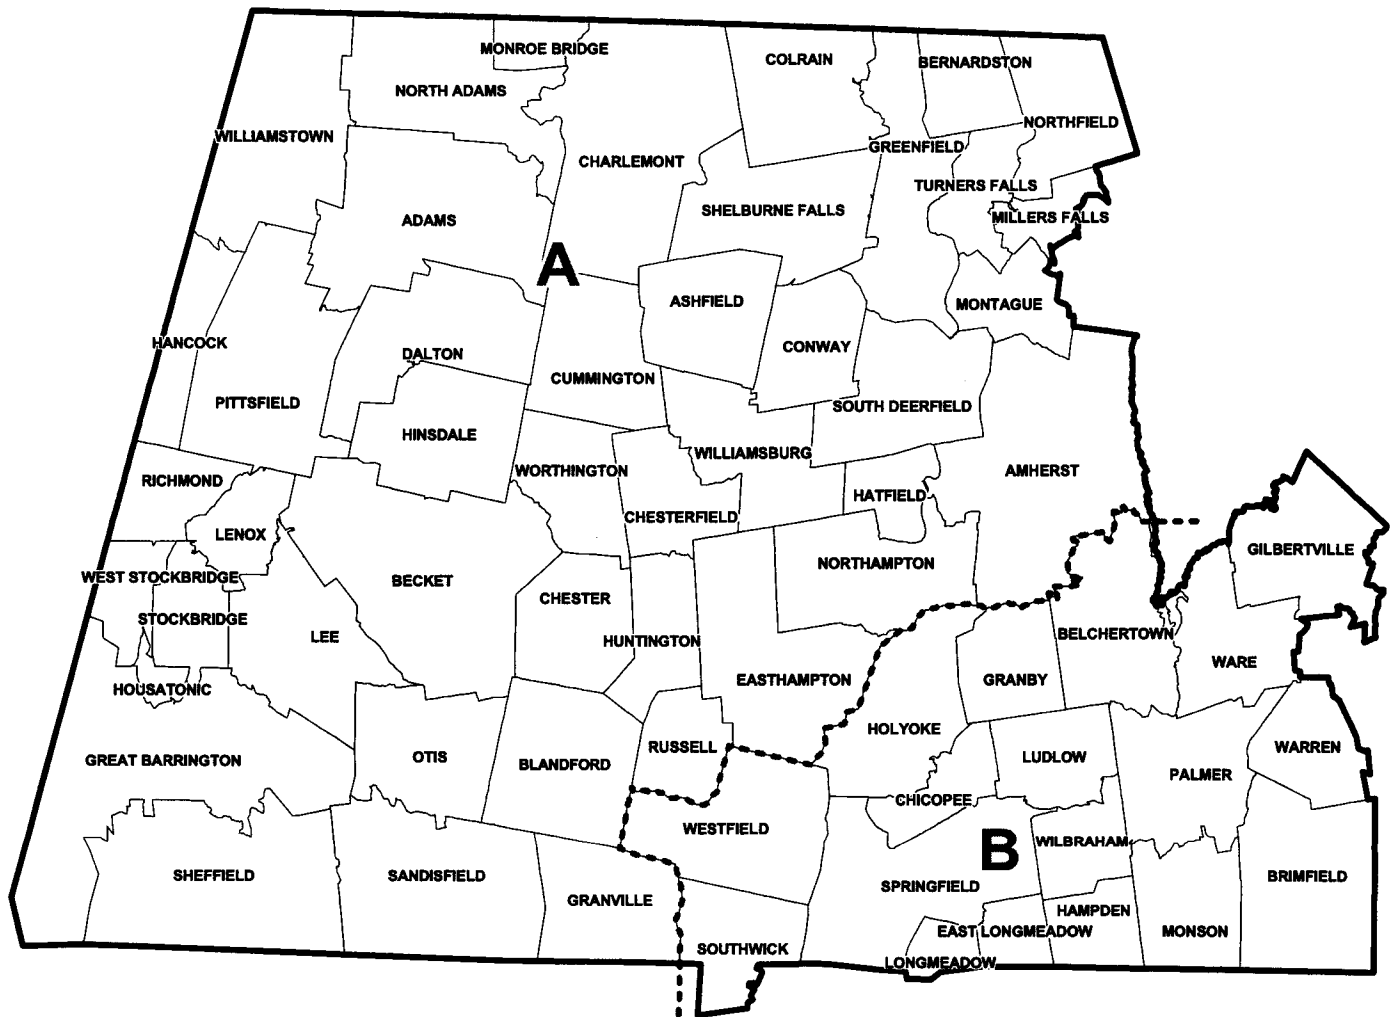 MONROE BRIDGE
COLRAIN
BERNARDSTON
NORTH ADAMS
NORTHFIELD
WILLIAMSTOWN
GREENFIELD
CHARLEMONT
TURNERS FALLS
SHELBURNE FALLS
MILLERS FALLS
ADAMS
A
ASHFIELD
MONTAGUE
HANCOCK
CONWAY
DALTON
CUMMINGTON
PITTSFIELD
SOUTH DEERFIELD
HINSDALE
WILLIAMSBURG
WORTHINGTON
AMHERST
RICHMOND
HATFIELD
CHESTERFIELD
LENOX
GILBERTVILLE
NORTHAMPTON
WEST STOCKBRIDGE
BECKET
CHESTER
STOCKBRIDGE
LEE
HUNTINGTON
BELCHERTOWN
WARE
EASTHAMPTON
GRANBY
HOUSATONIC
HOLYOKE
RUSSELL
WARREN
GREAT BARRINGTON
OTIS
BLANDFORD
LUDLOW
PALMER
CHICOPEE
WESTFIELD
WILBRAHAM
B
SHEFFIELD
SANDISFIELD
SPRINGFIELD
BRIMFIELD
GRANVILLE
HAMPDEN
EAST LONGMEADOW
MONSON
SOUTHWICK
LONGMEADOW